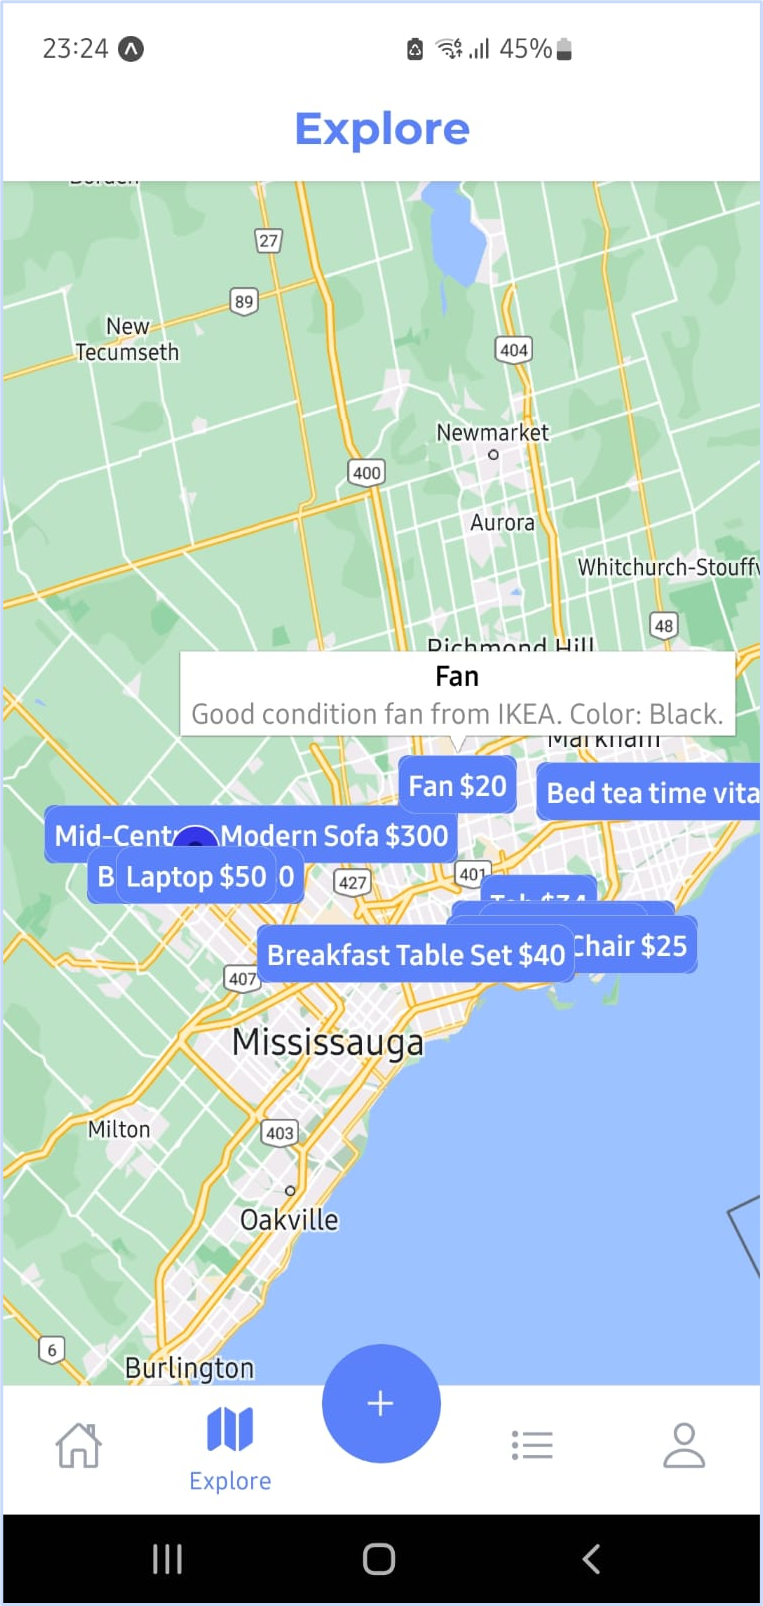 23:24
45%
Explore
Borden
27
89
New
Tecumseth
404
Newmarket
400
Aurora
Whitchurch-Stouffv
48
Richmond Hill
Fan
Good condition fan from IKEA. Color: Black.
Markham
Fan $20
Bed tea time vita
Mid-Cent Modern Sofa $300
B Laptop $50 0
427
401
Chair $25
Breakfast Table Set $40
407
Mississauga
Milton
403
Oakville
6
Burlington
+
Explore